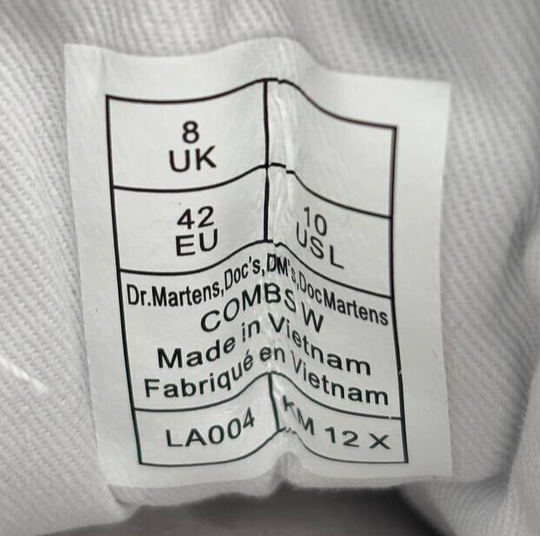 8
UK
42
EU
10
US L
Dr.Martens,Doc's,DM's,DocMartens
COMBS W
Made in Vietnam
Fabriqué en Vietnam
LA004
KM 12 X